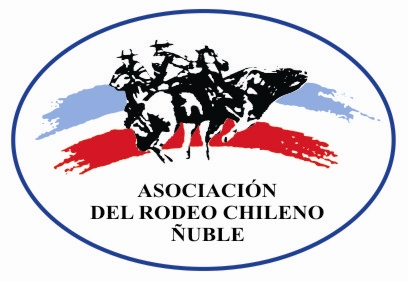 ASOCIACIÓN
DEL RODEO CHILENO
ÑUBLE